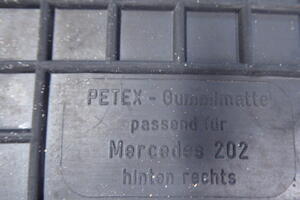 PETEX - Gummimatte
passend für
Mercedes 202
hinten rechts